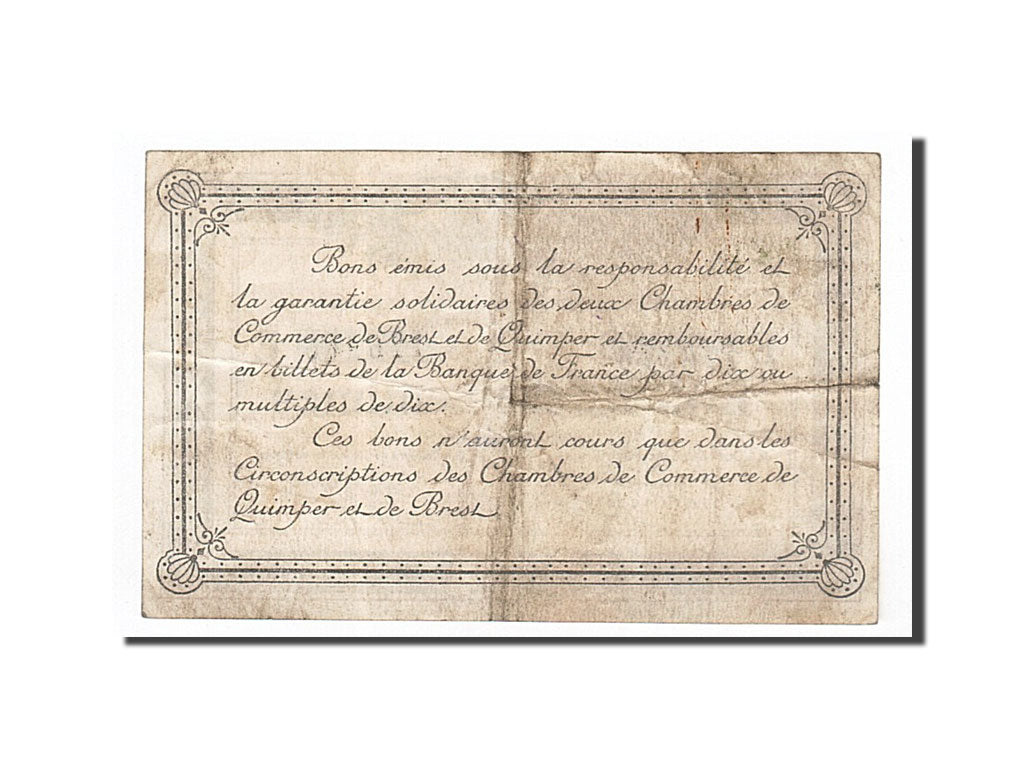 Bons émis sous la responsabilité et
la garantie solidaires des deux Chambres de
Commerce de Brest et de Quimper et remboursables
en billets de la Banque de France par dix ou
multiples de dix.
Ces bons n'auront cours que dans les
Circonscriptions des Chambres de Commerce de
Quimper et de Brest